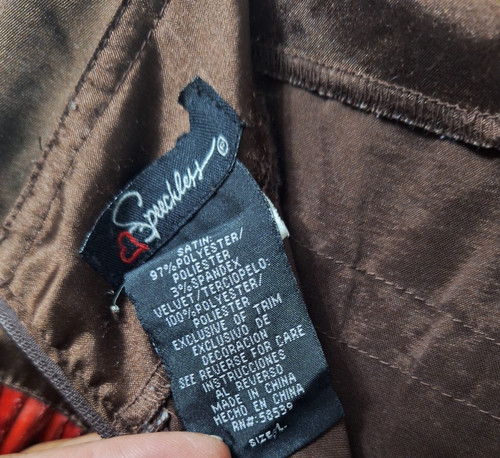 Speechless®
SATIN:
97%POLYESTER/
POLIESTER
3%SPANDEX
VELVET/TERCIOPELO:
100%POLYESTER/
POLIESTER
EXCLUSIVE OF TRIM
EXCLUSIVO DE
DECORACION
SEE REVERSE FOR CARE
INSTRUCCIONES
AL REVERSO
MADE IN CHINA
HECHO EN CHINA
RN#:58539
SIZE:L